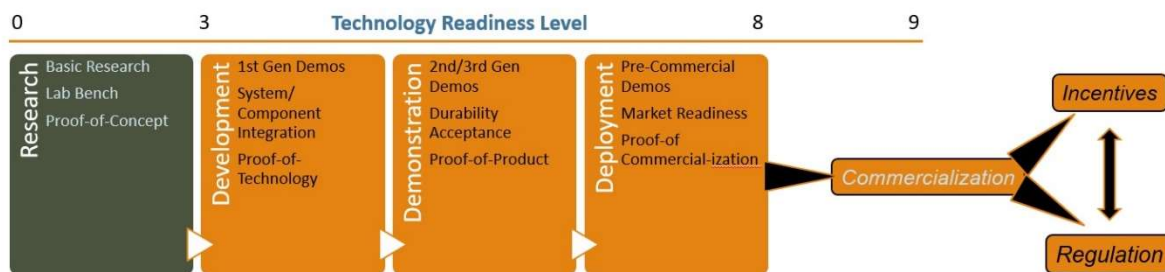 0 3 Technology Readiness Level 8 9
Research
Basic Research
Lab Bench
Proof-of-Concept
Development
1st Gen Demos
System/
Component
Integration
Proof-of-
Technology
Demonstration
2nd/3rd Gen
Demos
Durability
Acceptance
Proof-of-Product
Deployment
Pre-Commercial
Demos
Market Readiness
Proof-of
Commercial-ization
Commercialization
Incentives
Regulation